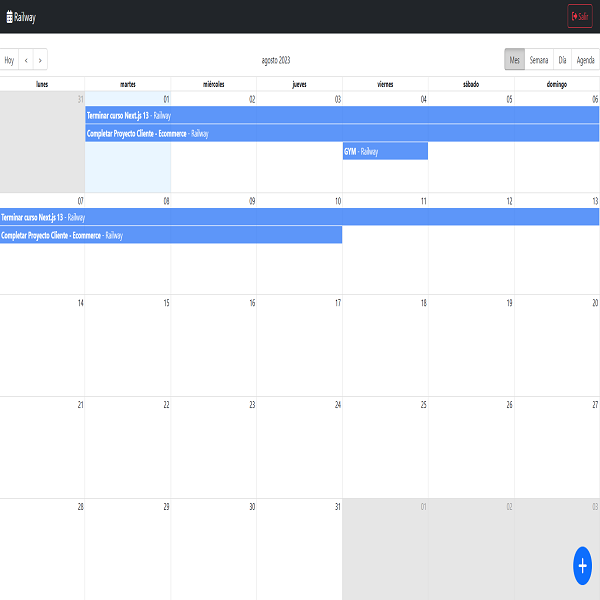 Railway
Salir
Hoy ‹ › agosto 2023 Mes Semana Día Agenda
lunes martes miércoles jueves viernes sábado domingo
31 01 02 03 04 05 06
Terminar curso Next.js 13 - Railway
Completar Proyecto Cliente - Ecommerce - Railway
GYM - Railway
07 08 09 10 11 12 13
Terminar curso Next.js 13 - Railway
Completar Proyecto Cliente - Ecommerce - Railway
14 15 16 17 18 19 20
21 22 23 24 25 26 27
28 29 30 31 01 02 03
+